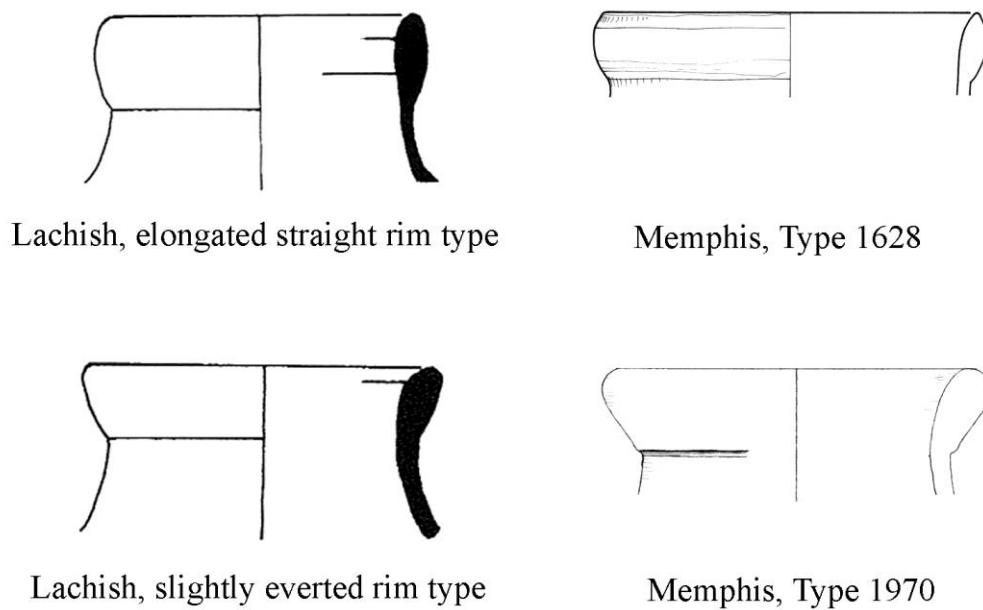 Lachish, elongated straight rim type
Memphis, Type 1628
Lachish, slightly everted rim type
Memphis, Type 1970